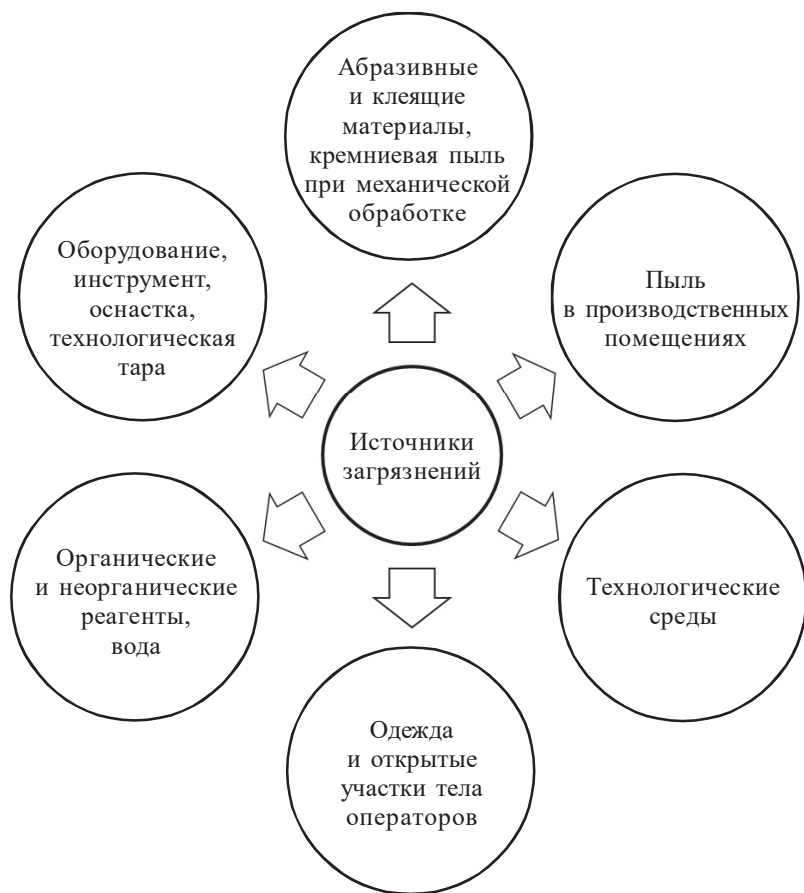 Абразивные
и клеящие
материалы,
кремниевая пыль
при механической
обработке
Оборудование,
инструмент,
оснастка,
технологическая
тара
Пыль
в производственных
помещениях
Источники
загрязнений
Органические
и неорганические
реагенты,
вода
Технологические
среды
Одежда
и открытые
участки тела
операторов